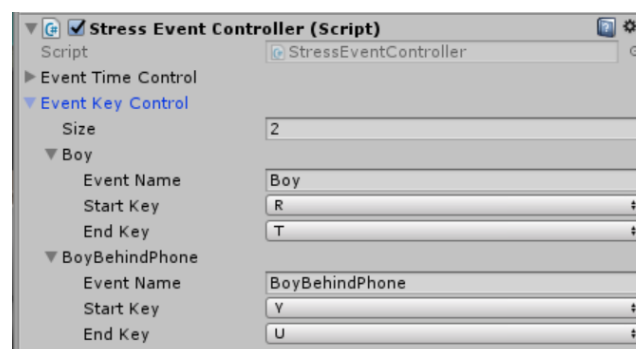 Stress Event Controller (Script)
Script StressEventController
Event Time Control
Event Key Control
Size 2
Boy
Event Name Boy
Start Key R
End Key T
BoyBehindPhone
Event Name BoyBehindPhone
Start Key Y
End Key U